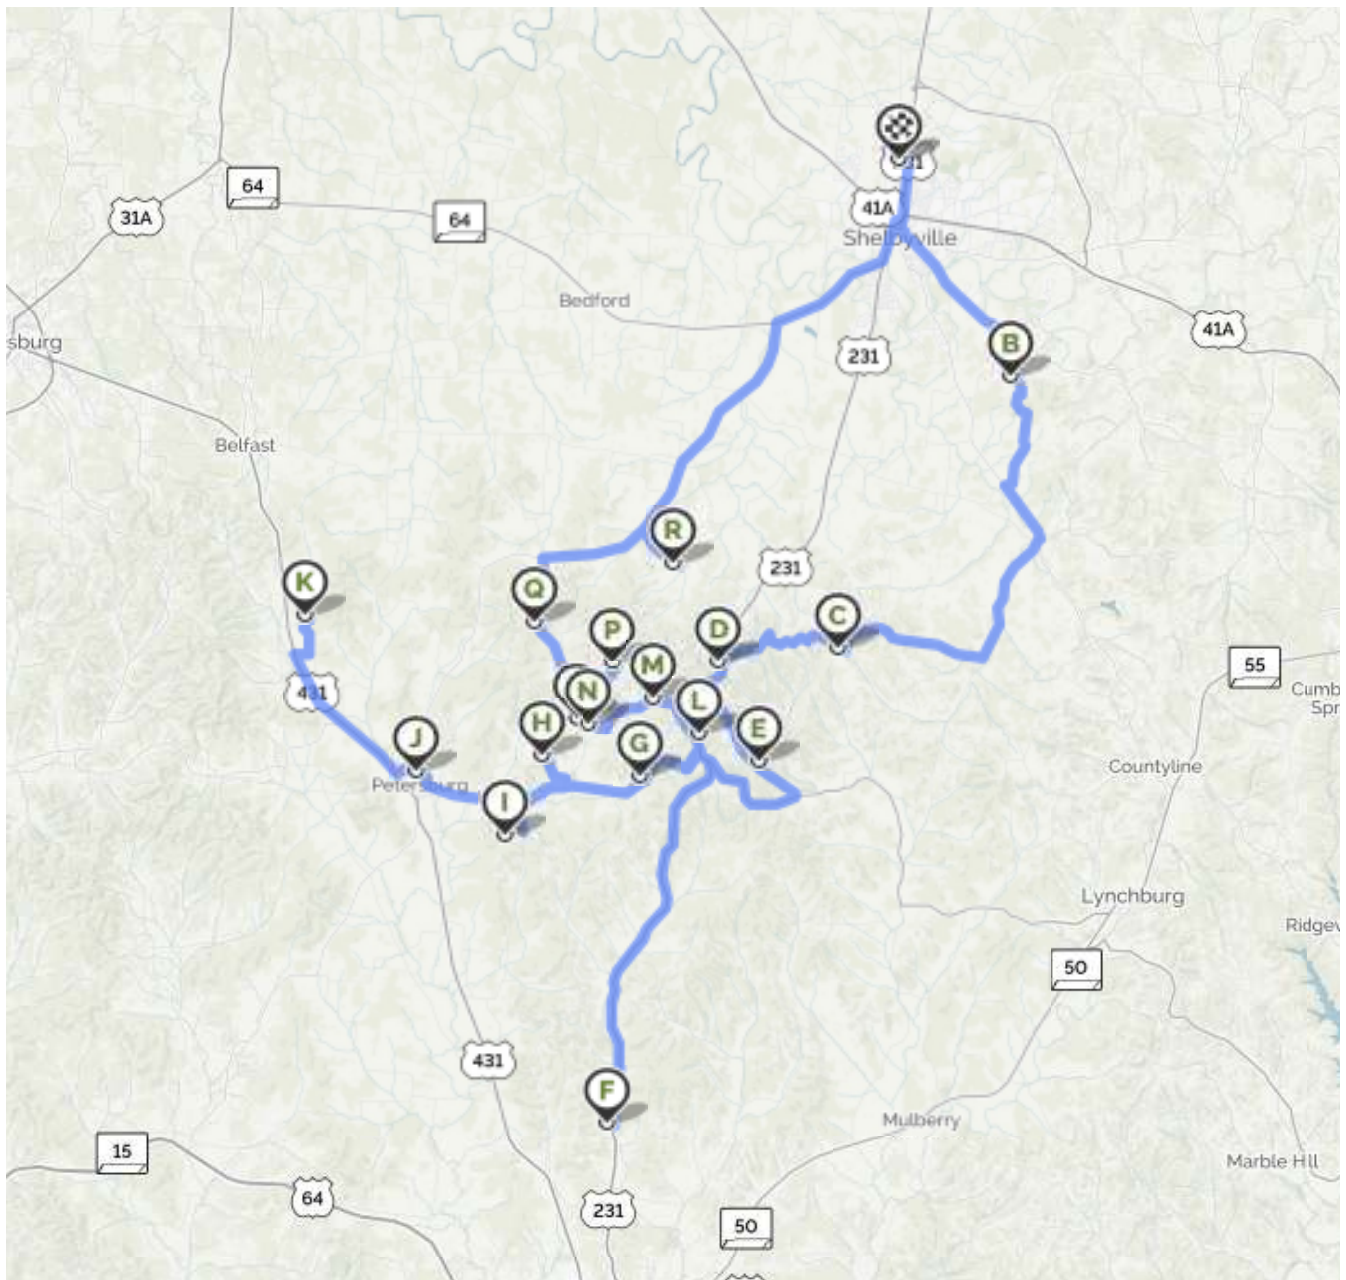 231
64
41A
31A
64
Shelbyville
Bedford
41A
sburg
B
231
Belfast
R
231
K
Q
P
D
C
55
M
431
N
L
H
E
G
J
Petersburg
I
Countyline
Cumb
Spr
Lynchburg
Ridgev
50
431
F
Mulberry
15
Marble Hill
64
231
50